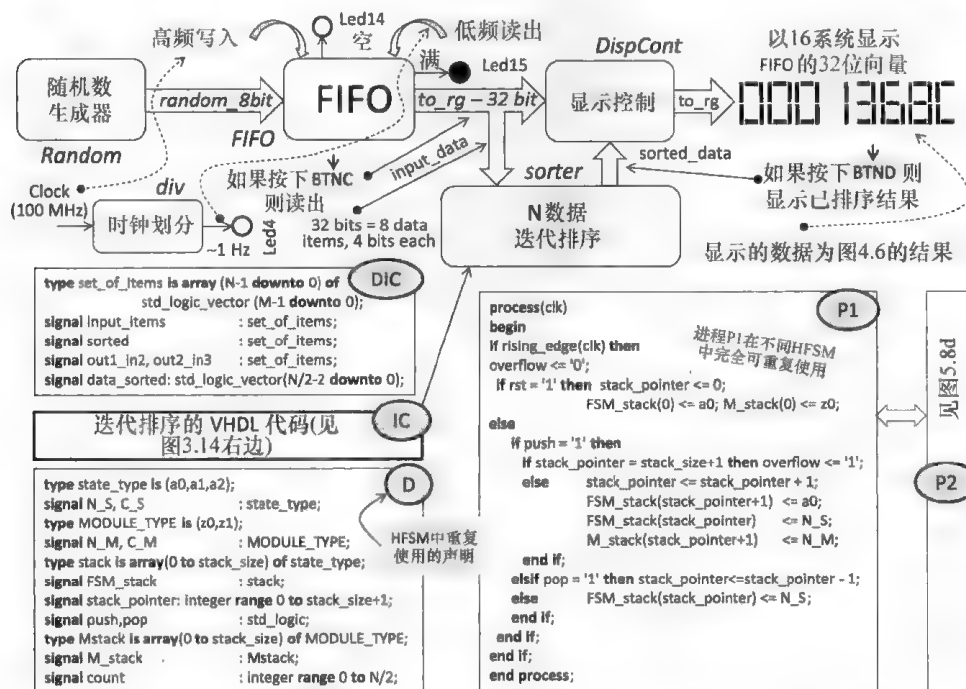 高频写入
Led14
空
低频读出
满
Led15
DispCont
以16系统显示
FIFO的32位向量
随机数
生成器
random_8bit
FIFO
to_rg – 32 bit
显示控制
to_rg
000 1368C
Random
FIFO
input_data
sorter
sorted_data
Clock
(100 MHz)
div
如果按下 BTNC
则读出
如果按下BTND 则
显示已排序结果
时钟划分
~1 Hz
Led4
32 bits = 8 data
items, 4 bits each
N数据
迭代排序
显示的数据为图4.6的结果
DIC
type set_of_Items is array (N-1 downto 0) of
std_logic_vector (M-1 downto 0);
signal Input_items : set_of_items;
signal sorted : set_of_items;
signal out1_in2, out2_in3 : set_of_items;
signal data_sorted: std_logic_vector(N/2-2 downto 0);
迭代排序的 VHDL 代码(见
图3.14右边)
IC
D
type state_type is (a0,a1,a2);
signal N_S, C_S : state_type;
type MODULE_TYPE is (z0,z1);
signal N_M, C_M : MODULE_TYPE;
type stack is array(0 to stack_size) of state_type;
signal FSM_stack : stack;
signal stack_pointer: integer range 0 to stack_size+1;
signal push,pop : std_logic;
type Mstack is array(0 to stack_size) of MODULE_TYPE;
signal M_stack : Mstack;
signal count : integer range 0 to N/2;
HFSM中重复
使用的声明
P1
进程P1在不同HFSM
中完全可重复使用
process(clk)
begin
if rising_edge(clk) then
overflow <= '0';
if rst = '1' then stack_pointer <= 0;
FSM_stack(0) <= a0; M_stack(0) <= z0;
else
if push = '1' then
if stack_pointer = stack_size+1 then overflow <= '1';
else stack_pointer <= stack_pointer + 1;
FSM_stack(stack_pointer+1) <= a0;
FSM_stack(stack_pointer) <= N_S;
M_stack(stack_pointer+1) <= N_M;
end if;
elsif pop = '1' then stack_pointer<=stack_pointer - 1;
else FSM_stack(stack_pointer) <= N_S;
end if;
end if;
end if;
end process;
见图5.8d
P2